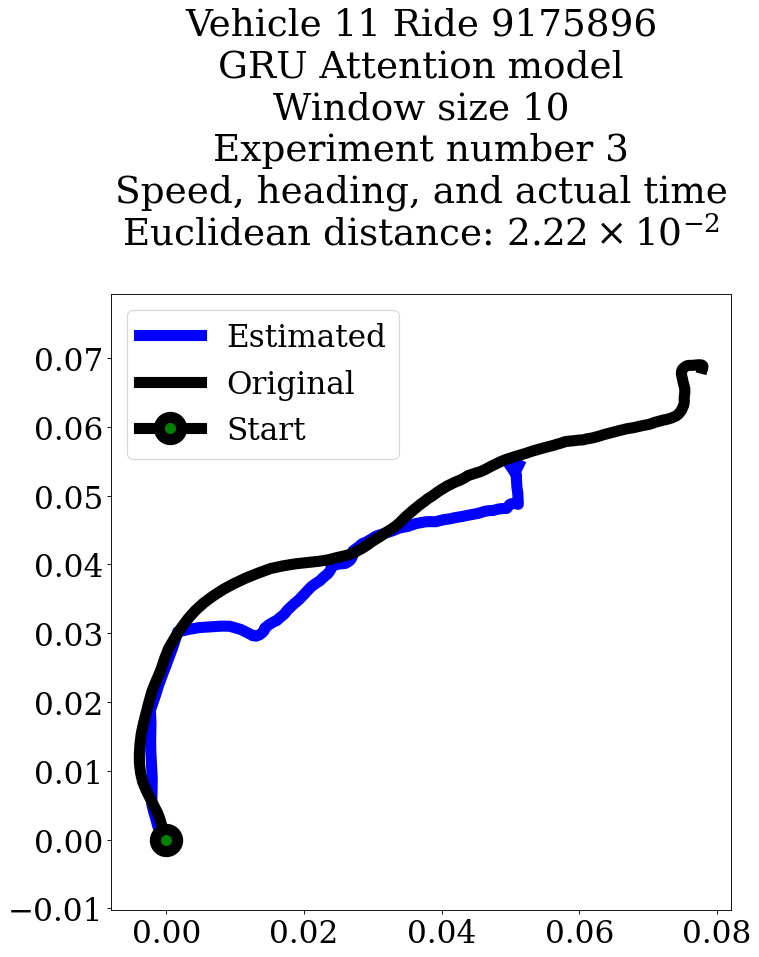 Vehicle 11 Ride 9175896
GRU Attention model
Window size 10
Experiment number 3
Speed, heading, and actual time
Euclidean distance: 2.22 × 10⁻²
Estimated
Original
Start
0.07
0.06
0.05
0.04
0.03
0.02
0.01
0.00
−0.01
0.00 0.02 0.04 0.06 0.08